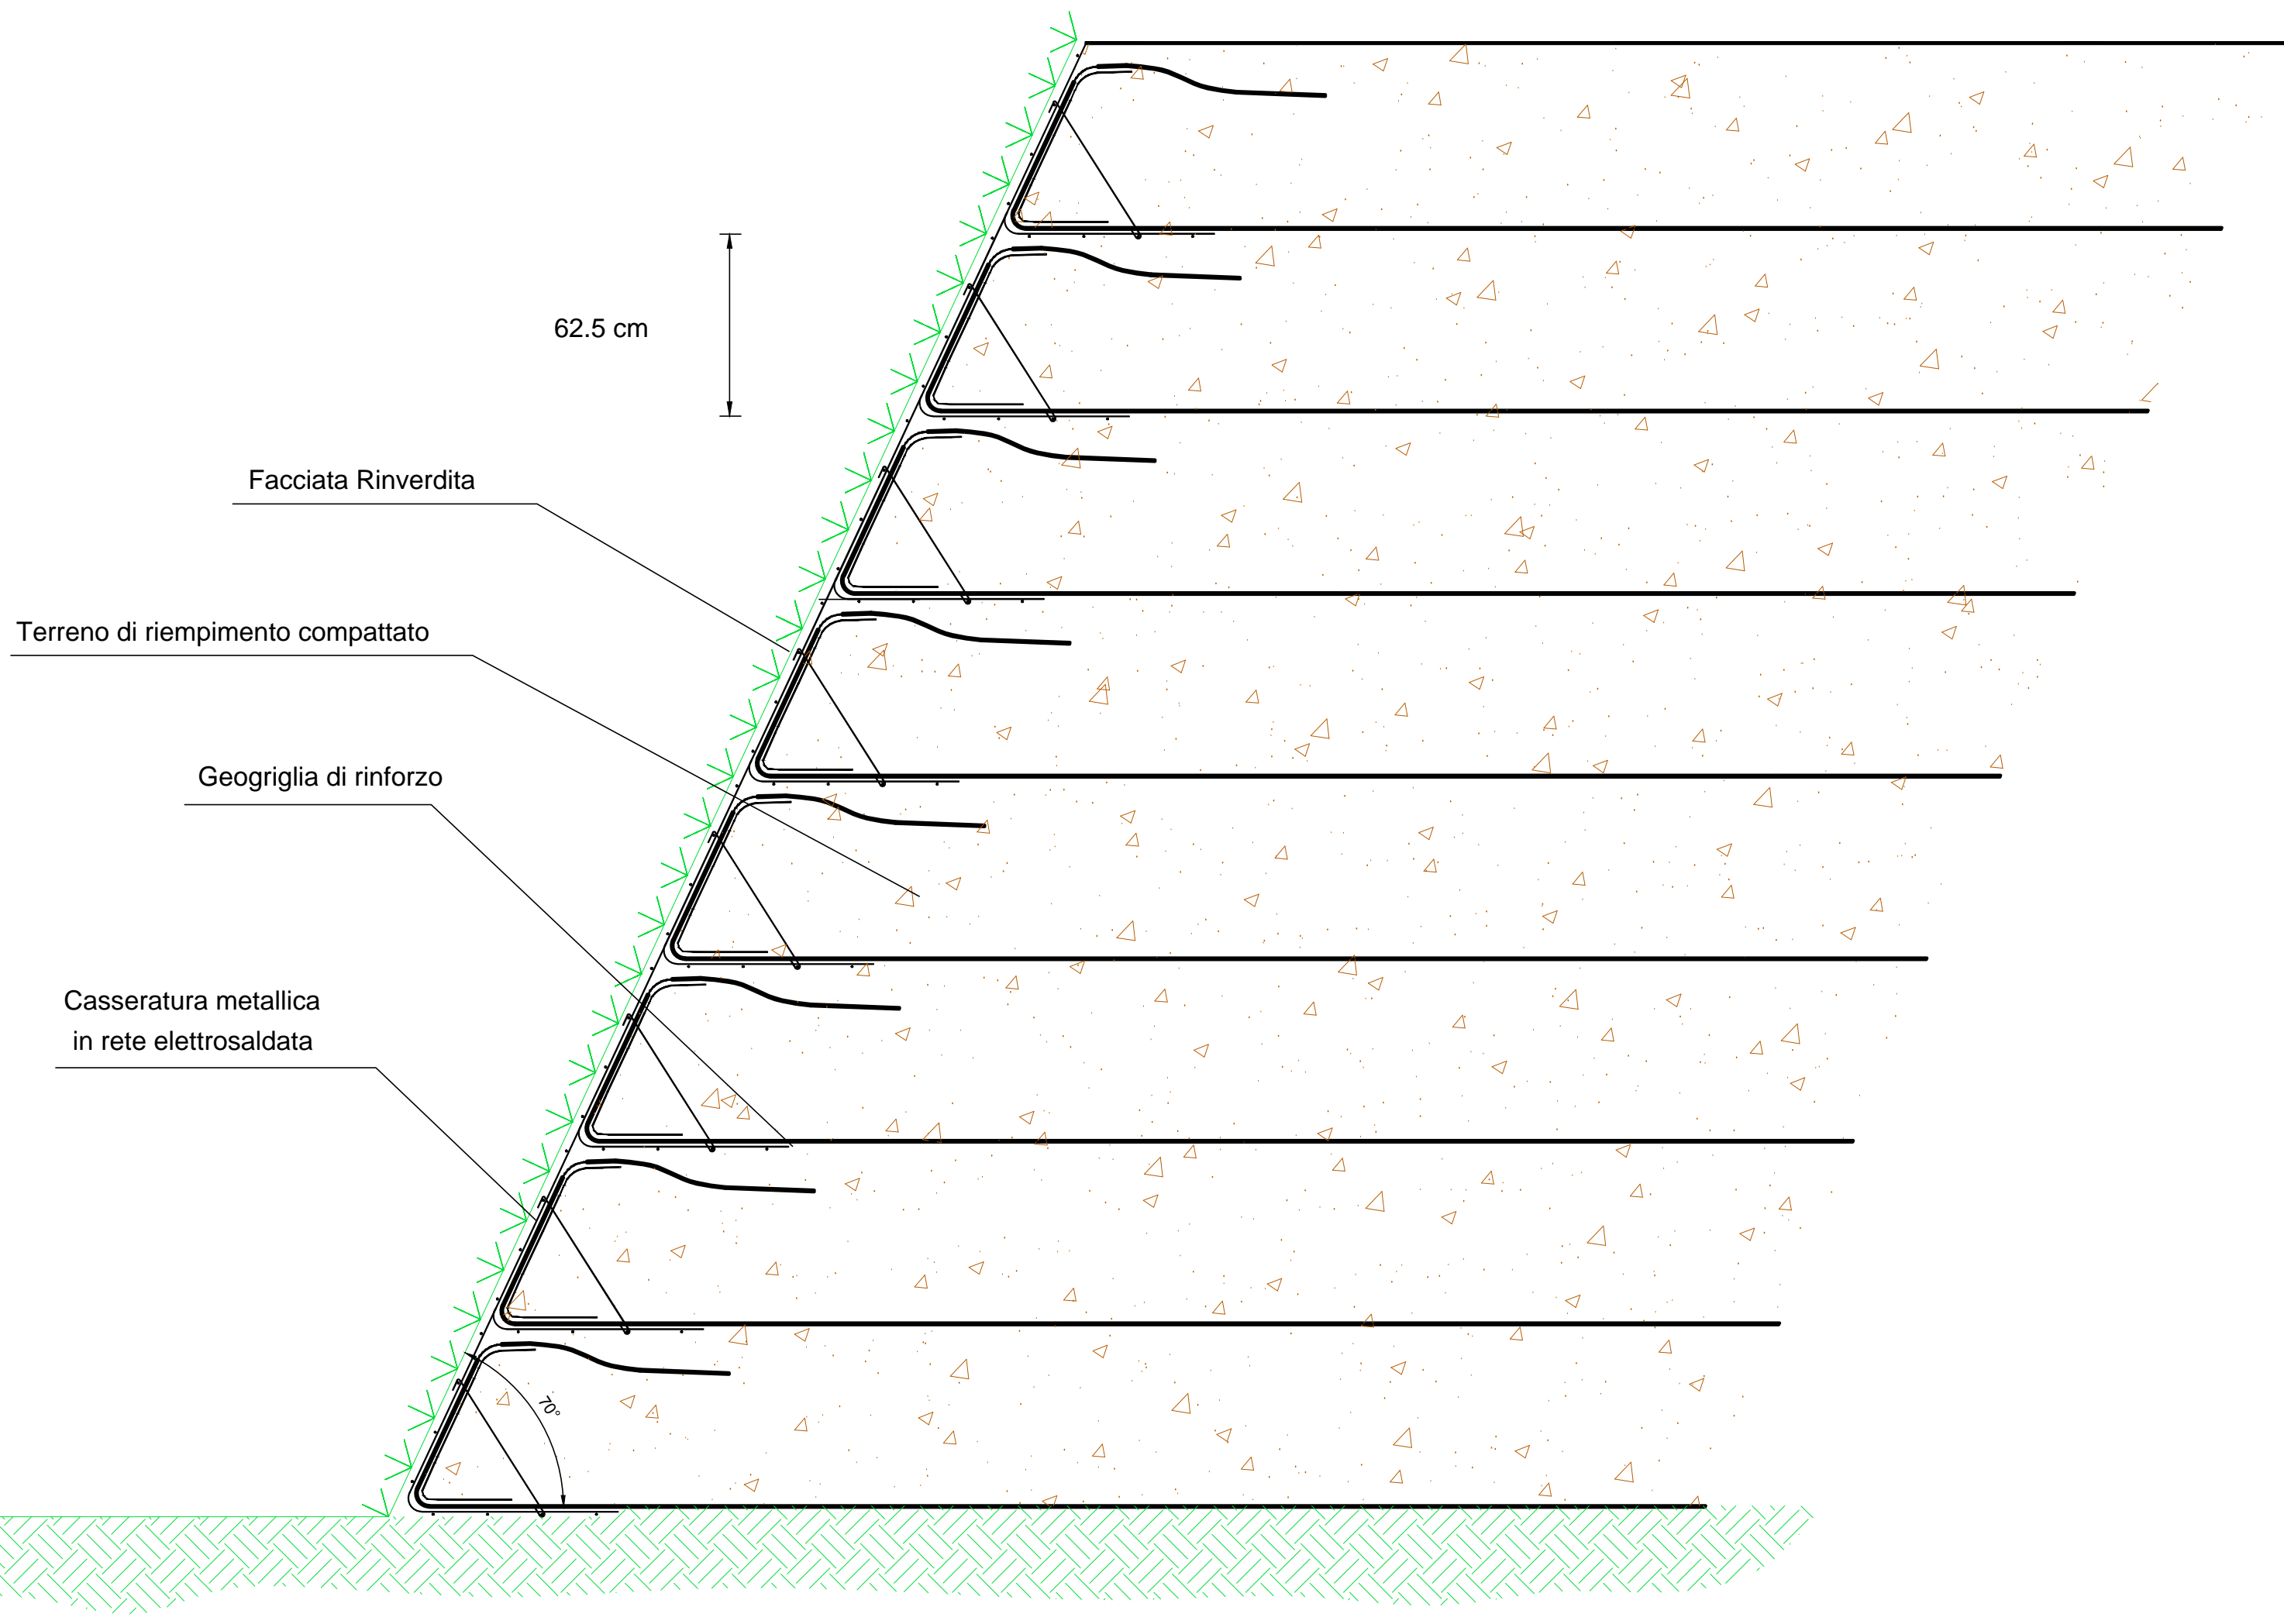 62.5 cm
Facciata Rinverdita
Terreno di riempimento compattato
Geogriglia di rinforzo
Casseratura metallica
in rete elettrosaldata
70°